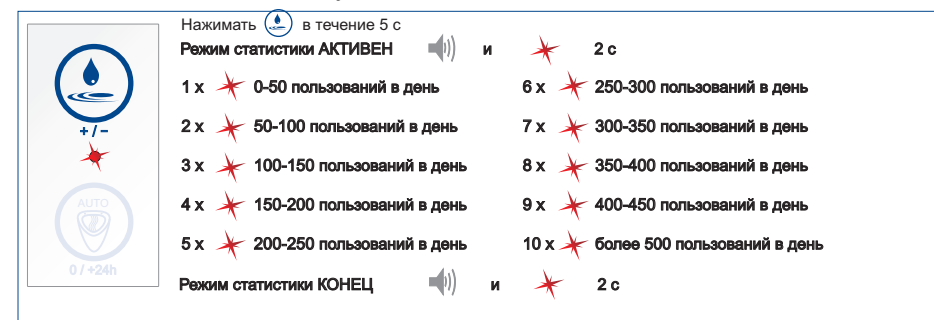 Нажимать в течение 5 с
Режим статистики АКТИВЕН и 2 с
1 x 0-50 пользований в день
2 x 50-100 пользований в день
3 x 100-150 пользований в день
4 x 150-200 пользований в день
5 x 200-250 пользований в день
6 x 250-300 пользований в день
7 x 300-350 пользований в день
8 x 350-400 пользований в день
9 x 400-450 пользований в день
10 x более 500 пользований в день
Режим статистики КОНЕЦ и 2 с
+ / −
AUTO
0 / +24h